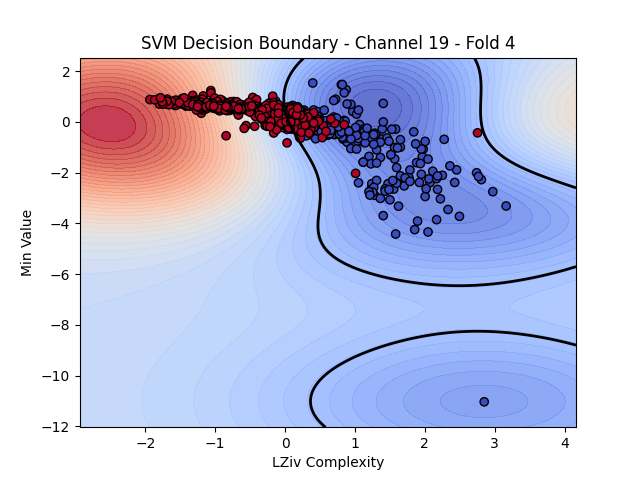 SVM Decision Boundary - Channel 19 - Fold 4
2
0
−2
−4
−6
−8
−10
−12
Min Value
−2 −1 0 1 2 3 4
LZiv Complexity